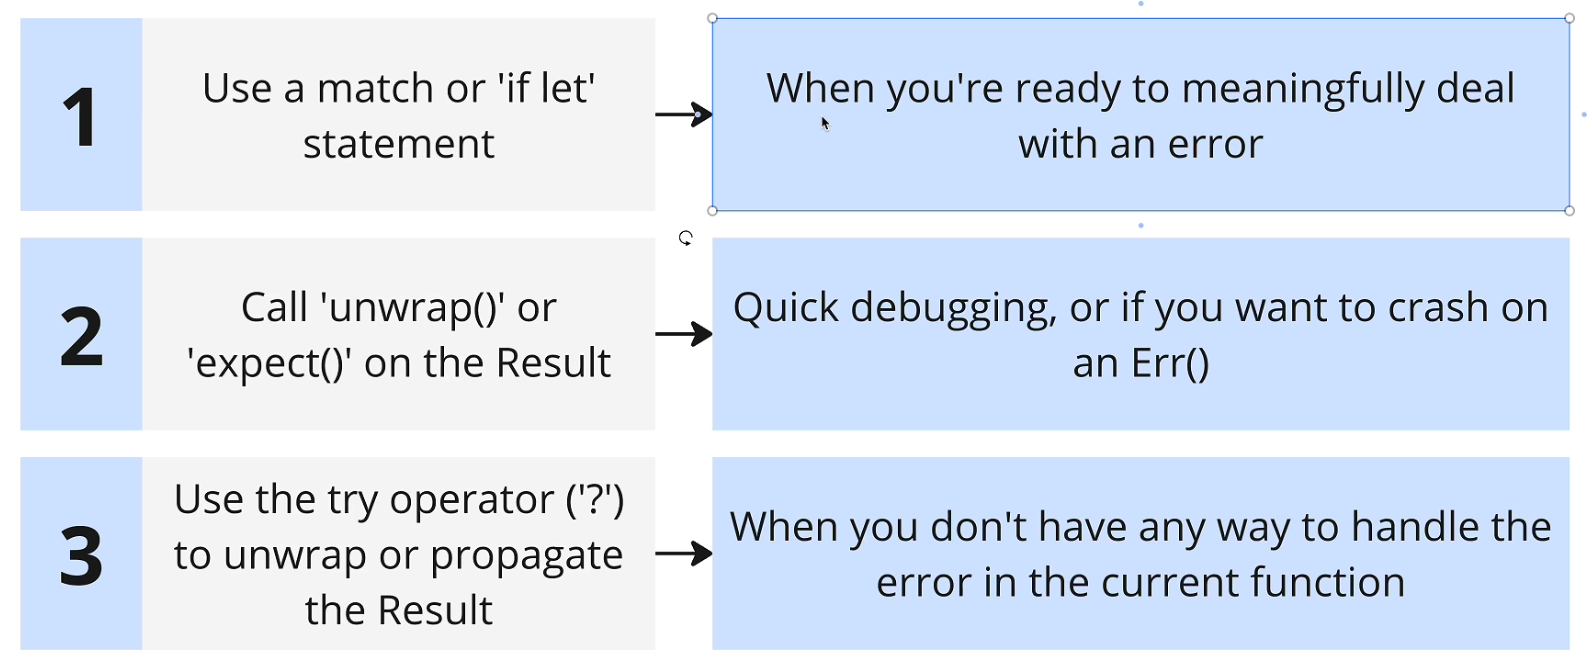 1
Use a match or 'if let'
statement
When you're ready to meaningfully deal
with an error
2
Call 'unwrap()' or
'expect()' on the Result
Quick debugging, or if you want to crash on
an Err()
3
Use the try operator ('?')
to unwrap or propagate
the Result
When you don't have any way to handle the
error in the current function